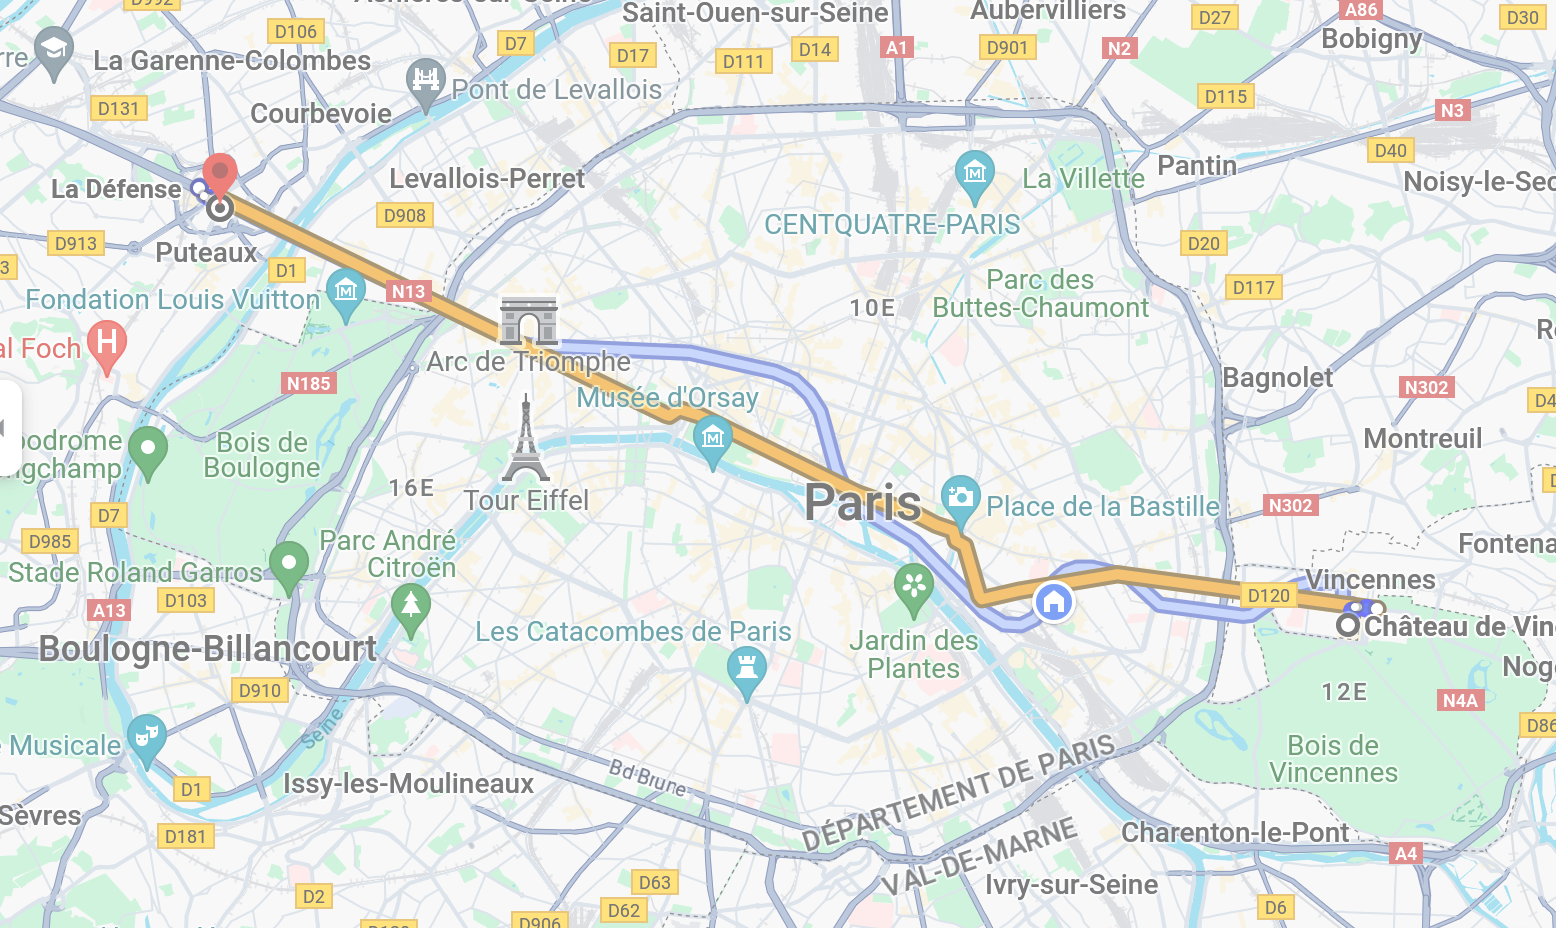 D992
Asnières-sur-Seine
Saint-Ouen-sur-Seine
Aubervilliers
D27
A86
D30
D106
D7
D17
D111
D14
A1
D901
N2
Bobigny
La Garenne-Colombes
Pont de Levallois
D131
Courbevoie
D115
N3
D40
La Défense
Levallois-Perret
La Villette
Pantin
Noisy-le-Sec
D908
CENTQUATRE-PARIS
D913
Puteaux
D20
D1
N13
Parc des
Buttes-Chaumont
D117
Fondation Louis Vuitton
10E
al Foch
H
Arc de Triomphe
N185
Bagnolet
N302
D4
Musée d'Orsay
Bois de
Boulogne
Montreuil
odrome
ngchamp
16E
Tour Eiffel
Paris
Place de la Bastille
N302
D7
D985
Parc André
Citroën
Fontena
Stade Roland Garros
Vincennes
D120
D103
A13
Château de Vin
Les Catacombes de Paris
Jardin des
Plantes
Boulogne-Billancourt
Nog
12E
D910
N4A
D86
Seine
e Musicale
Bois de
Vincennes
Bd Brune
DÉPARTEMENT DE PARIS
D1
Issy-les-Moulineaux
Sèvres
D181
VAL-DE-MARNE
Charenton-le-Pont
A4
Ivry-sur-Seine
D63
D2
D62
D906
D6